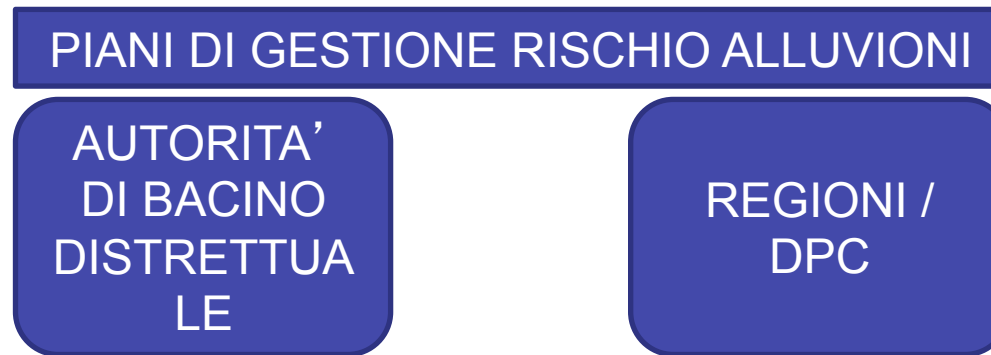 PIANI DI GESTIONE RISCHIO ALLUVIONI
AUTORITA’
DI BACINO
DISTRETTUA
LE
REGIONI /
DPC